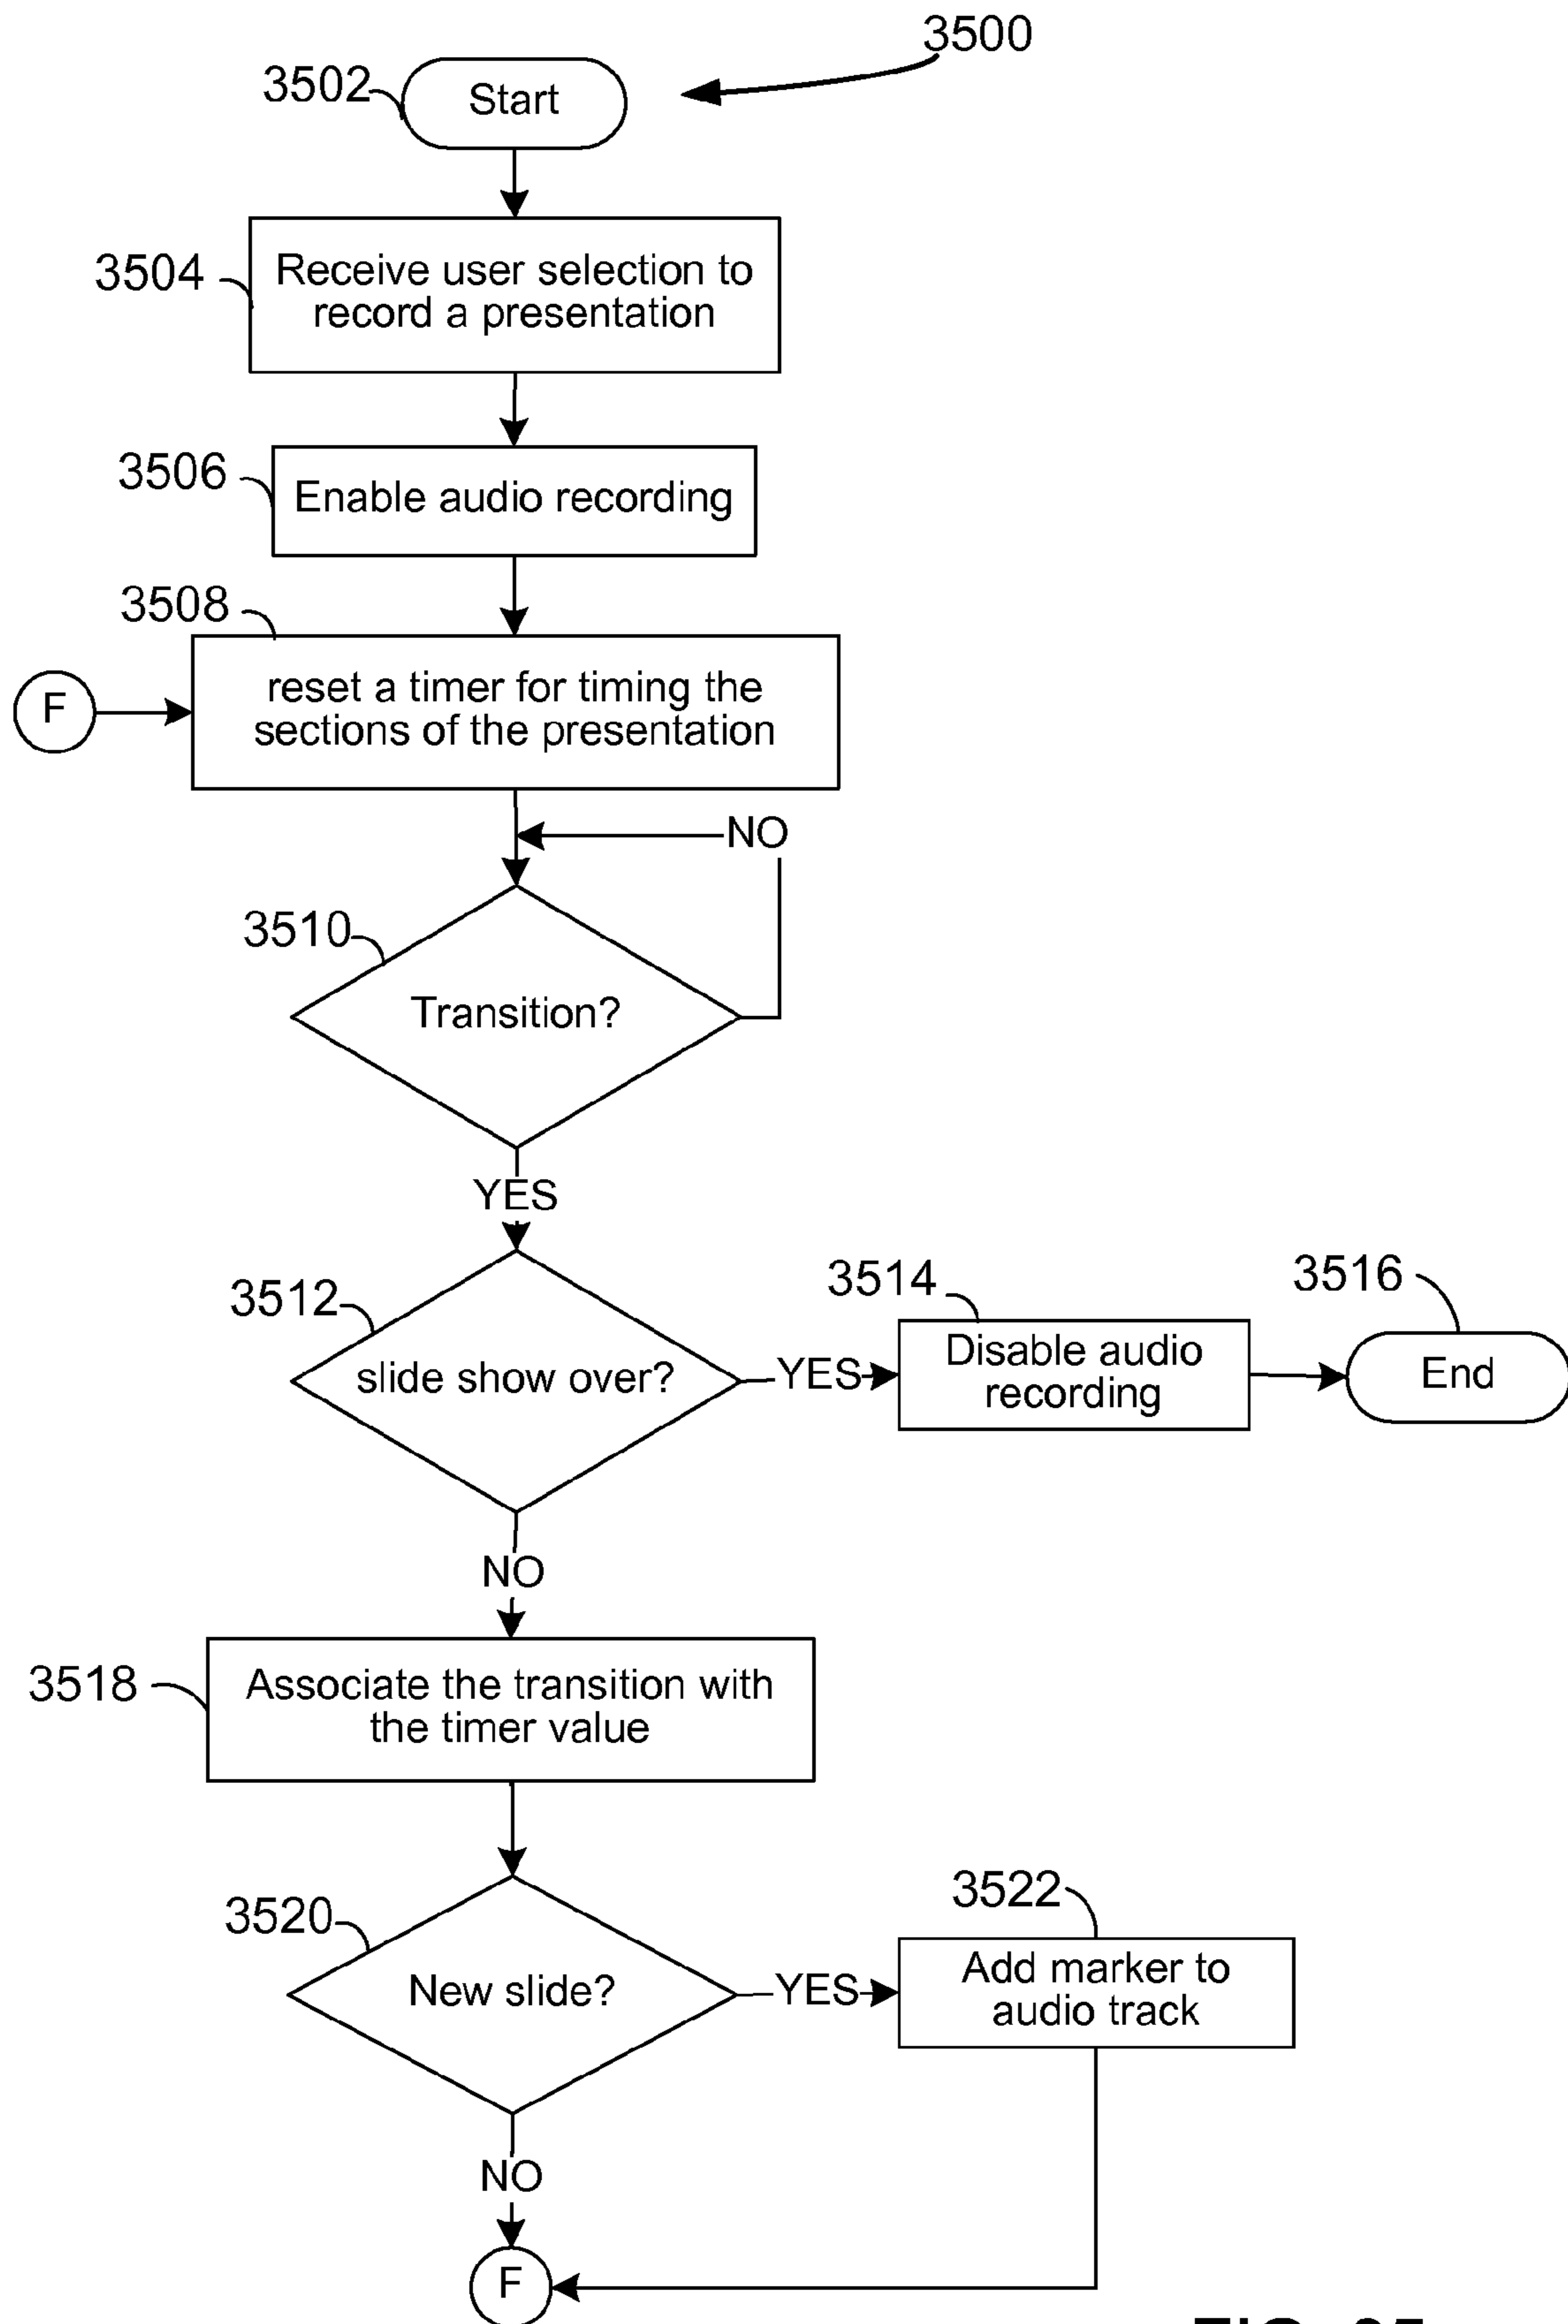 3500
3502
Start
3504
Receive user selection to
record a presentation
3506
Enable audio recording
3508
reset a timer for timing the
sections of the presentation
F
NO
3510
Transition?
YES
3512
slide show over?
YES
3514
Disable audio
recording
3516
End
NO
3518
Associate the transition with
the timer value
3520
New slide?
YES
3522
Add marker to
audio track
NO
F